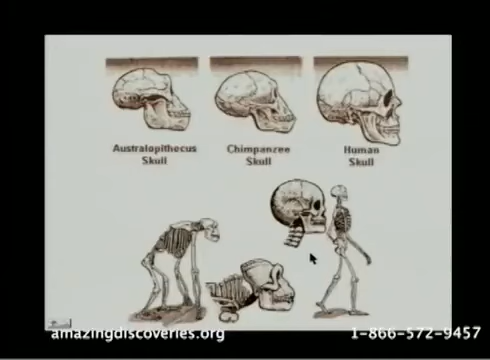 Australopithecus
Skull
Chimpanzee
Skull
Human
Skull
amazingdiscoveries.org
1-866-572-9457